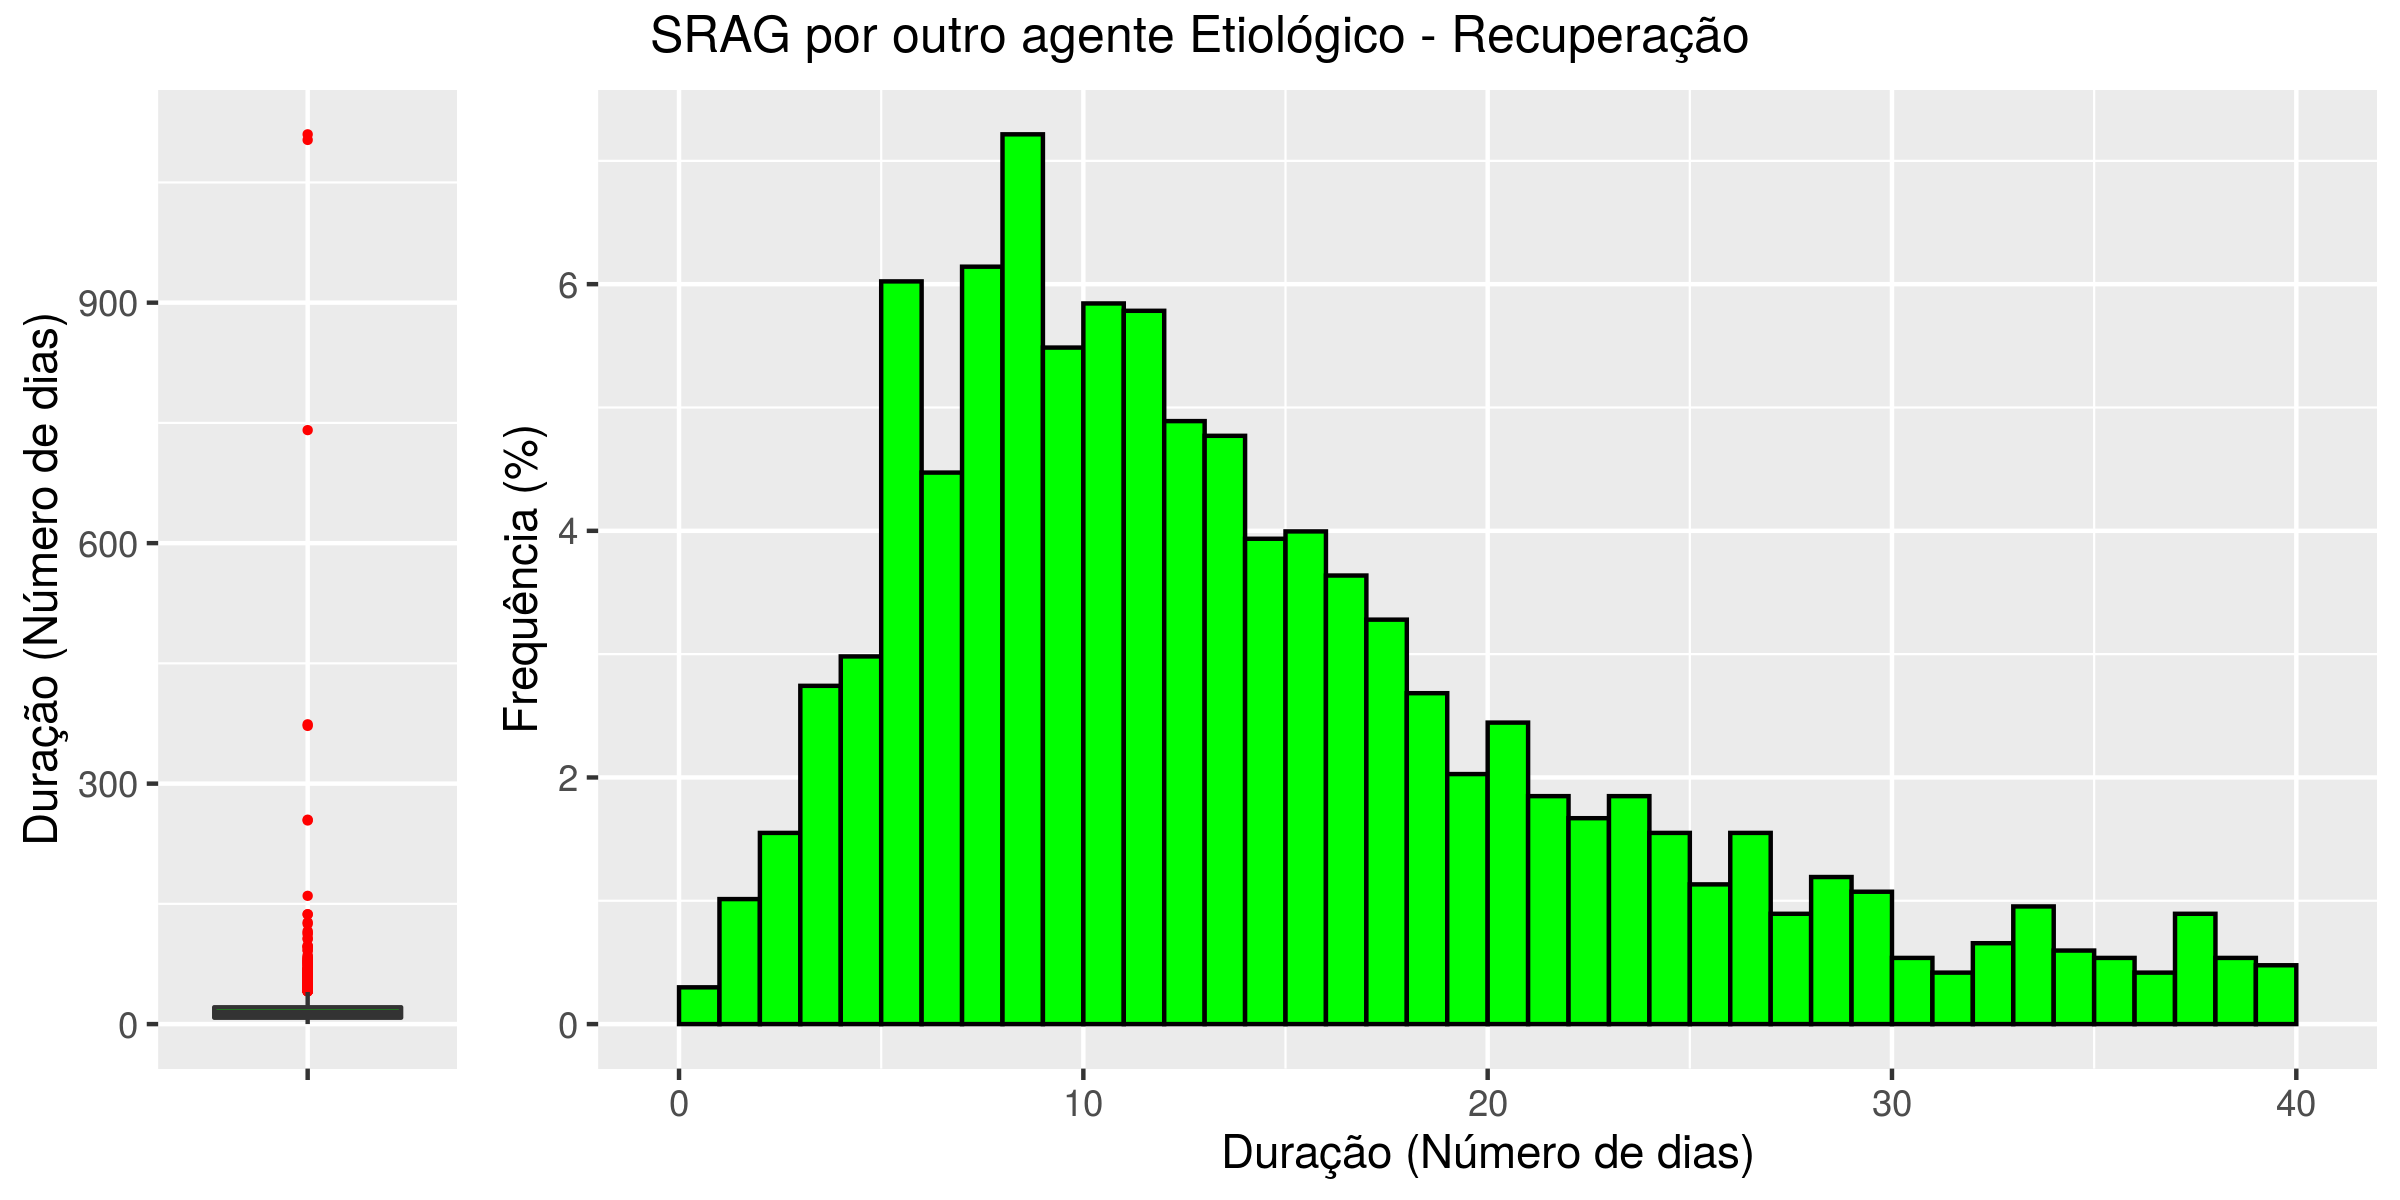 SRAG por outro agente Etiológico - Recuperação
Duração (Número de dias)
900
600
300
0
Frequência (%)
6
4
2
0
0 10 20 30 40
Duração (Número de dias)